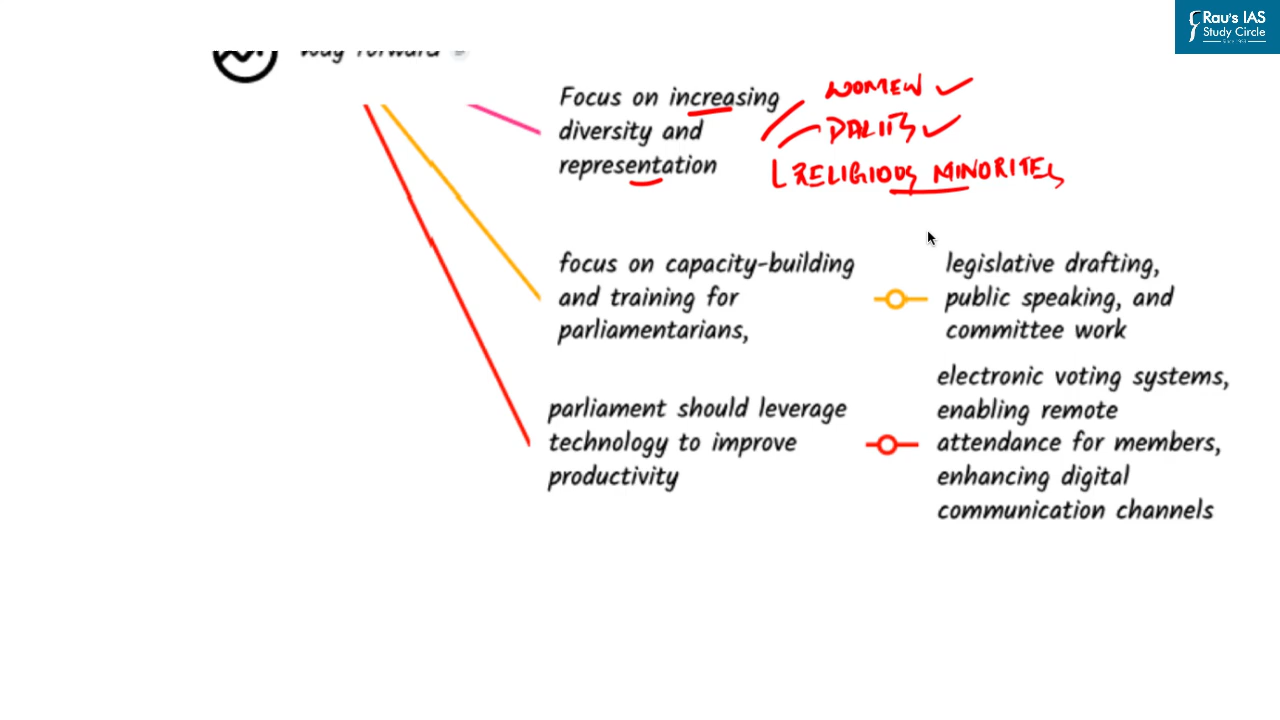 Rau's IAS
Study Circle
Way forward
Focus on increasing
diversity and
representation
WOMEN
DALITS
RELIGIOUS MINORITES
focus on capacity-building
and training for
parliamentarians,
legislative drafting,
public speaking, and
committee work
parliament should leverage
technology to improve
productivity
electronic voting systems,
enabling remote
attendance for members,
enhancing digital
communication channels